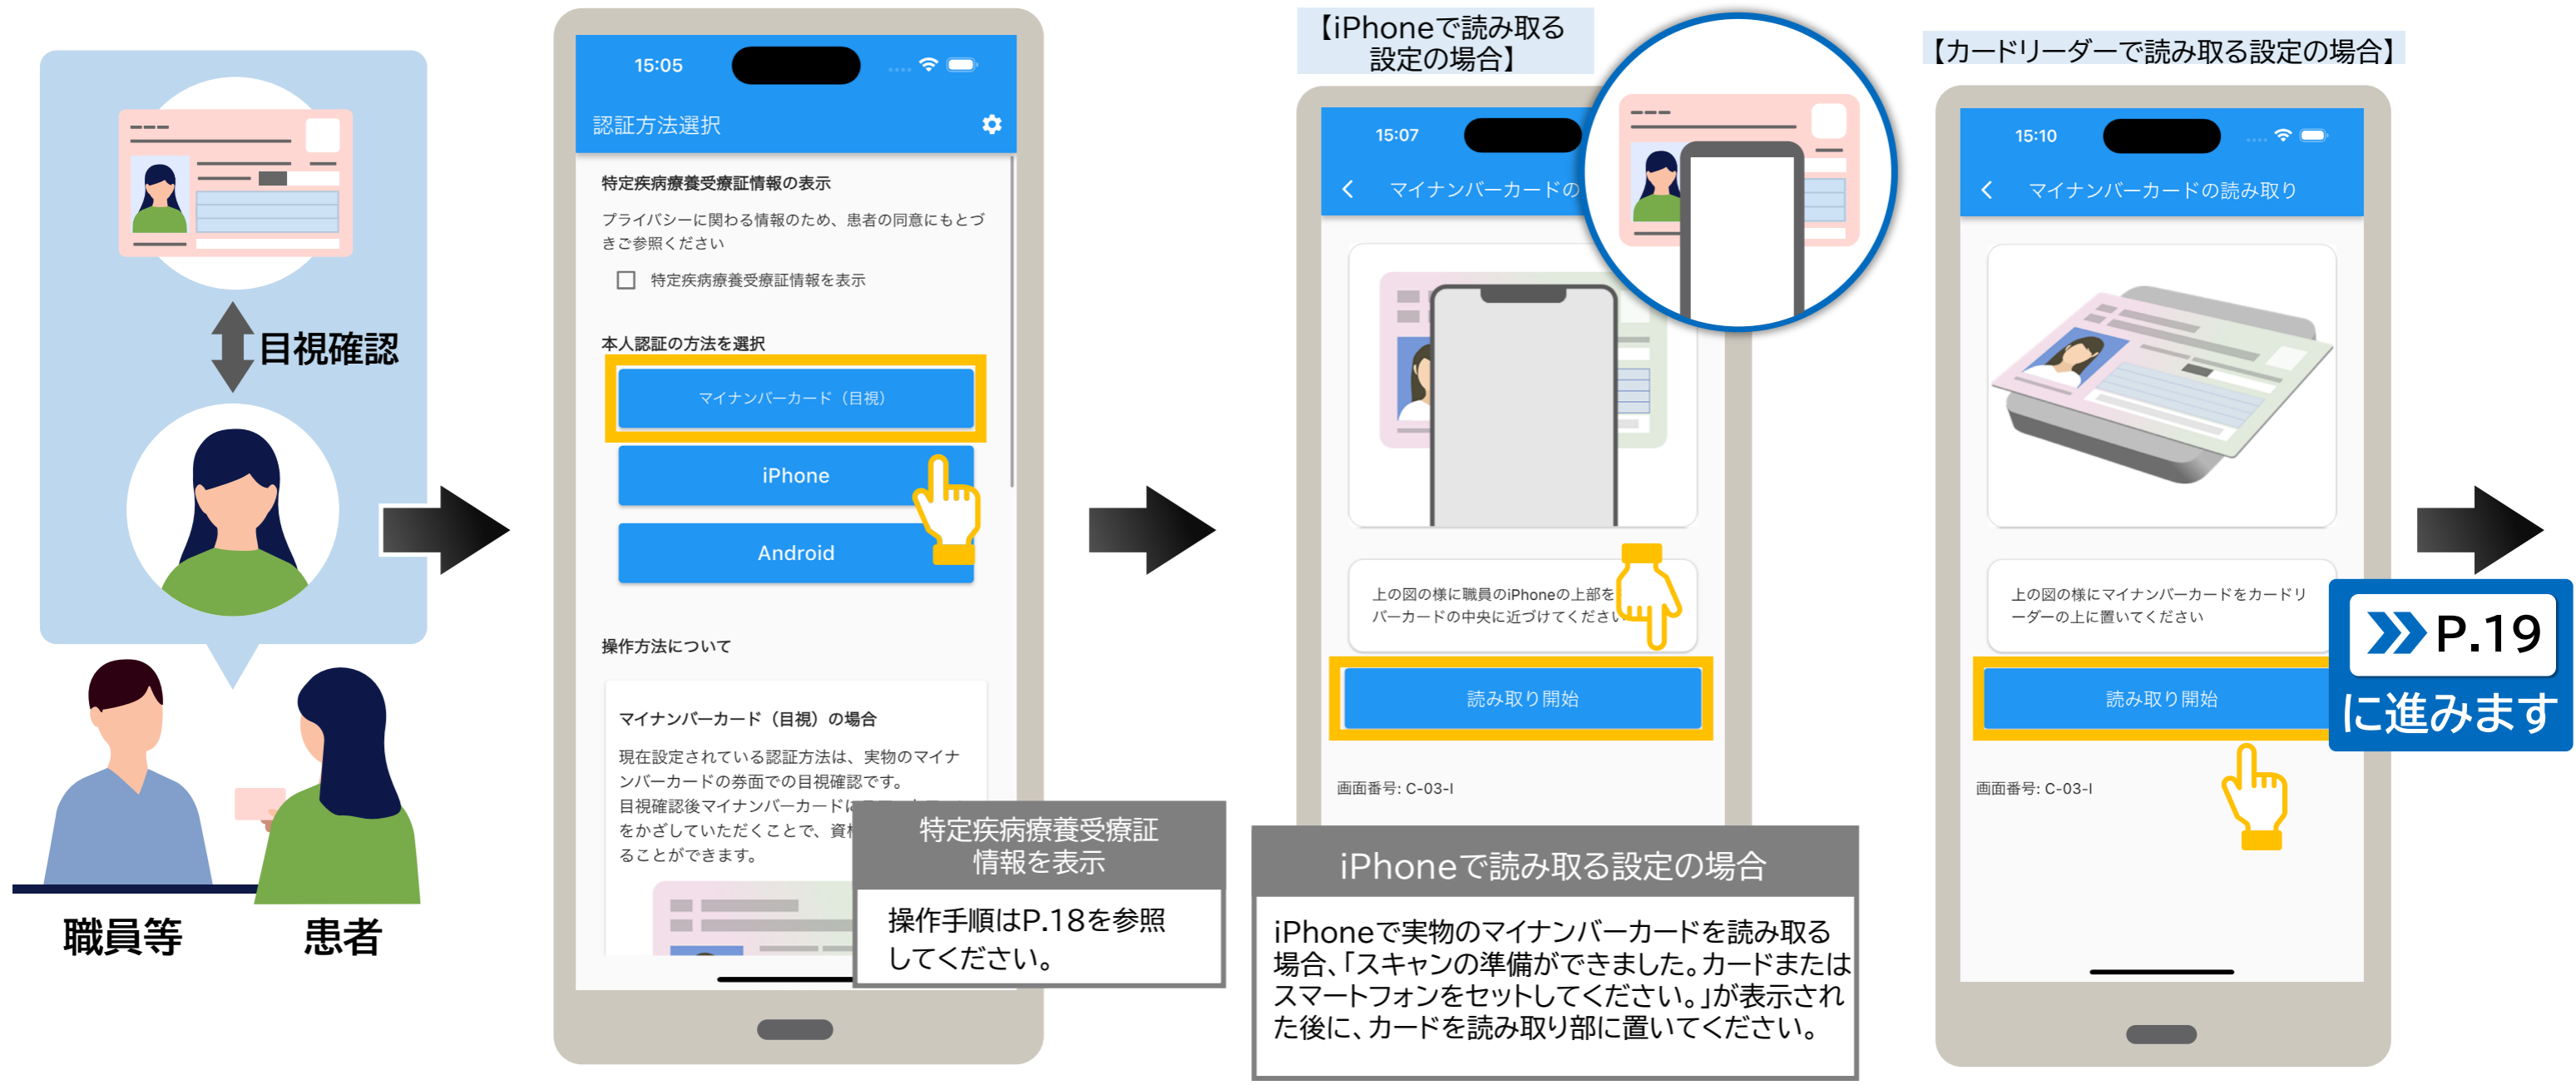 目視確認
職員等
患者
15:05
認証方法選択
特定疾病療養受療証情報の表示
プライバシーに関わる情報のため、患者の同意にもとづ
きご参照ください
特定疾病療養受療証情報を表示
本人認証の方法を選択
マイナンバーカード（目視）
iPhone
Android
操作方法について
マイナンバーカード（目視）の場合
現在設定されている認証方法は、実物のマイナ
ンバーカードの券面での目視確認です。
目視確認後マイナンバーカードに
をかざしていただくことで、資
ることができます。
特定疾病療養受療証
情報を表示
操作手順はP.18を参照
してください。
【iPhoneで読み取る
設定の場合】
15:07
マイナンバーカードの
上の図の様に職員のiPhoneの上部を
バーカードの中央に近づけてください
読み取り開始
画面番号: C-03-I
iPhoneで読み取る設定の場合
iPhoneで実物のマイナンバーカードを読み取る
場合、「スキャンの準備ができました。カードまたは
スマートフォンをセットしてください。」が表示され
た後に、カードを読み取り部に置いてください。
【カードリーダーで読み取る設定の場合】
15:10
マイナンバーカードの読み取り
上の図の様にマイナンバーカードをカードリ
ーダーの上に置いてください
読み取り開始
画面番号: C-03-I
P.19
に進みます